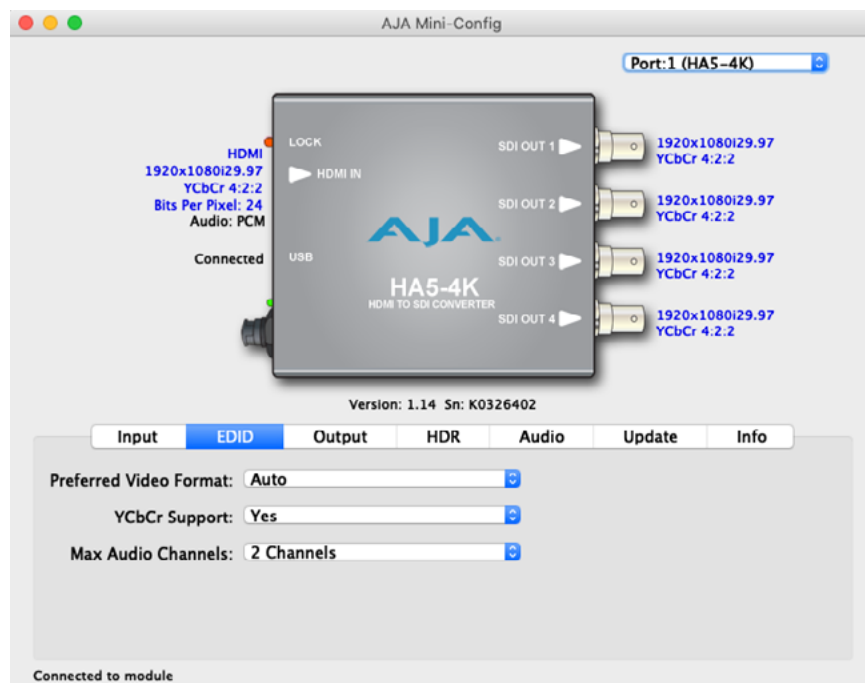 AJA Mini-Config
Port:1 (HA5-4K)
HDMI
1920x1080i29.97
YCbCr 4:2:2
Bits Per Pixel: 24
Audio: PCM
Connected
LOCK
HDMI IN
USB
AJA
HA5-4K
HDMI TO SDI CONVERTER
SDI OUT 1
SDI OUT 2
SDI OUT 3
SDI OUT 4
1920x1080i29.97
YCbCr 4:2:2
1920x1080i29.97
YCbCr 4:2:2
1920x1080i29.97
YCbCr 4:2:2
1920x1080i29.97
YCbCr 4:2:2
Version: 1.14 Sn: K0326402
Input EDID Output HDR Audio Update Info
Preferred Video Format: Auto
YCbCr Support: Yes
Max Audio Channels: 2 Channels
Connected to module